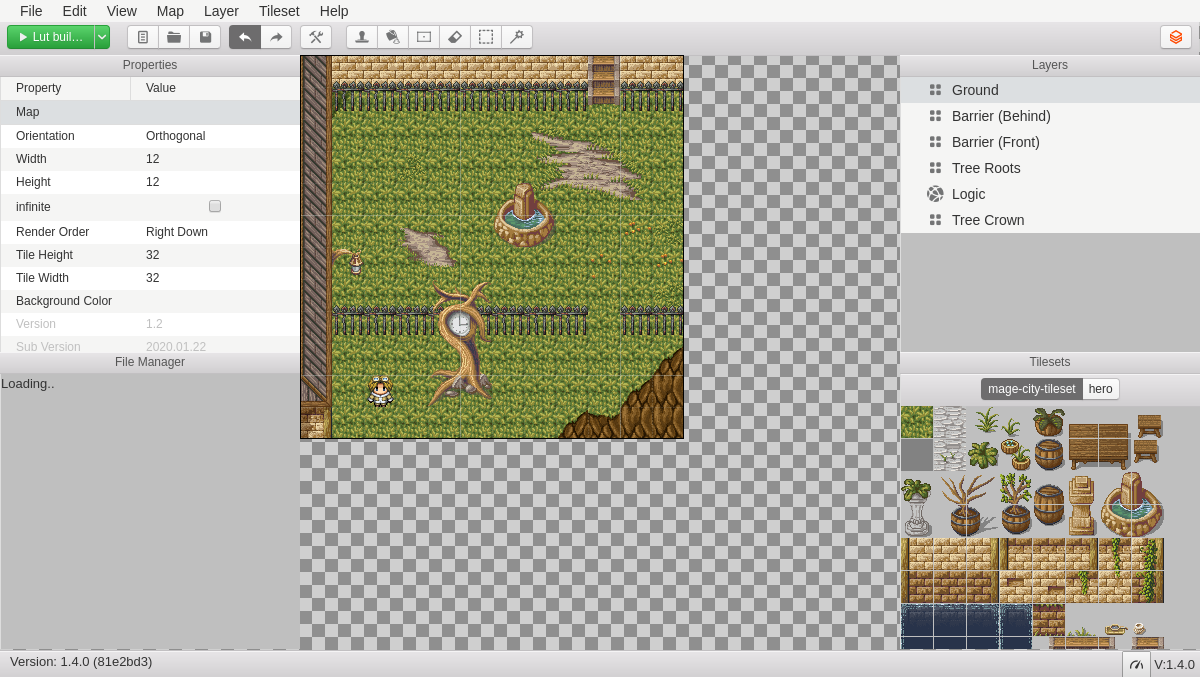 File Edit View Map Layer Tileset Help
Lut buil...
Properties
Property Value
Map
Orientation Orthogonal
Width 12
Height 12
infinite
Render Order Right Down
Tile Height 32
Tile Width 32
Background Color
Version 1.2
Sub Version 2020.01.22
File Manager
Loading..
Layers
Ground
Barrier (Behind)
Barrier (Front)
Tree Roots
Logic
Tree Crown
Tilesets
mage-city-tileset hero
Version: 1.4.0 (81e2bd3)
V:1.4.0